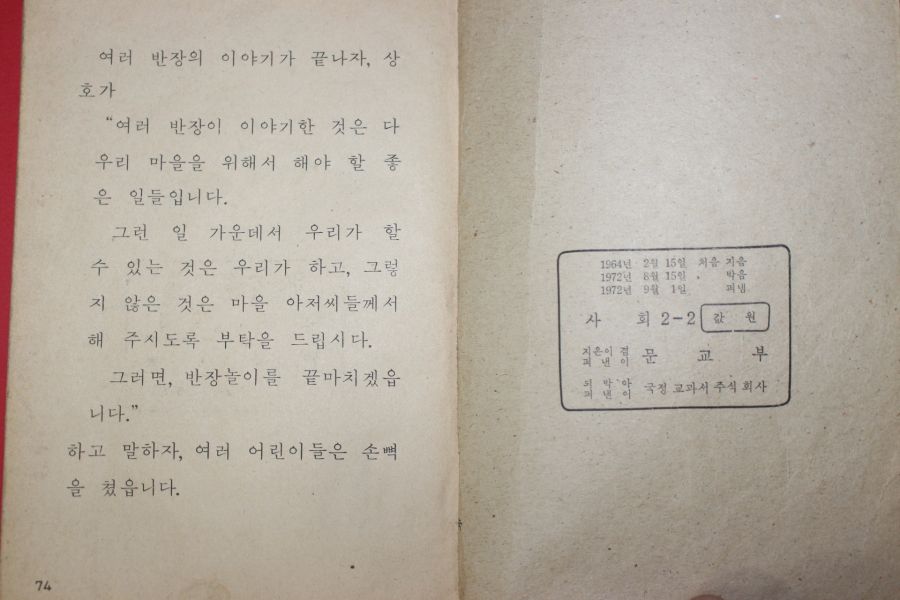 여러 반장의 이야기가 끝나자, 상
호가
“여러 반장이 이야기한 것은 다
우리 마을을 위해서 해야 할 좋
은 일들입니다.
그런 일 가운데서 우리가 할
수 있는 것은 우리가 하고, 그렇
지 않은 것은 마을 아저씨들께서
해 주시도록 부탁을 드립시다.
그러면, 반장놀이를 끝마치겠읍
니다.”
하고 말하자, 여러 어린이들은 손뼉
을 쳤읍니다.
74
1964년 2월 15일 처음 지음
1972년 8월 15일 박음
1972년 9월 1일 펴냄
사 회 2-2 값 원
지은이 겸
펴 낸 이
문 교 부
되 박 아
펴 낸 이
국정 교과서 주식 회사